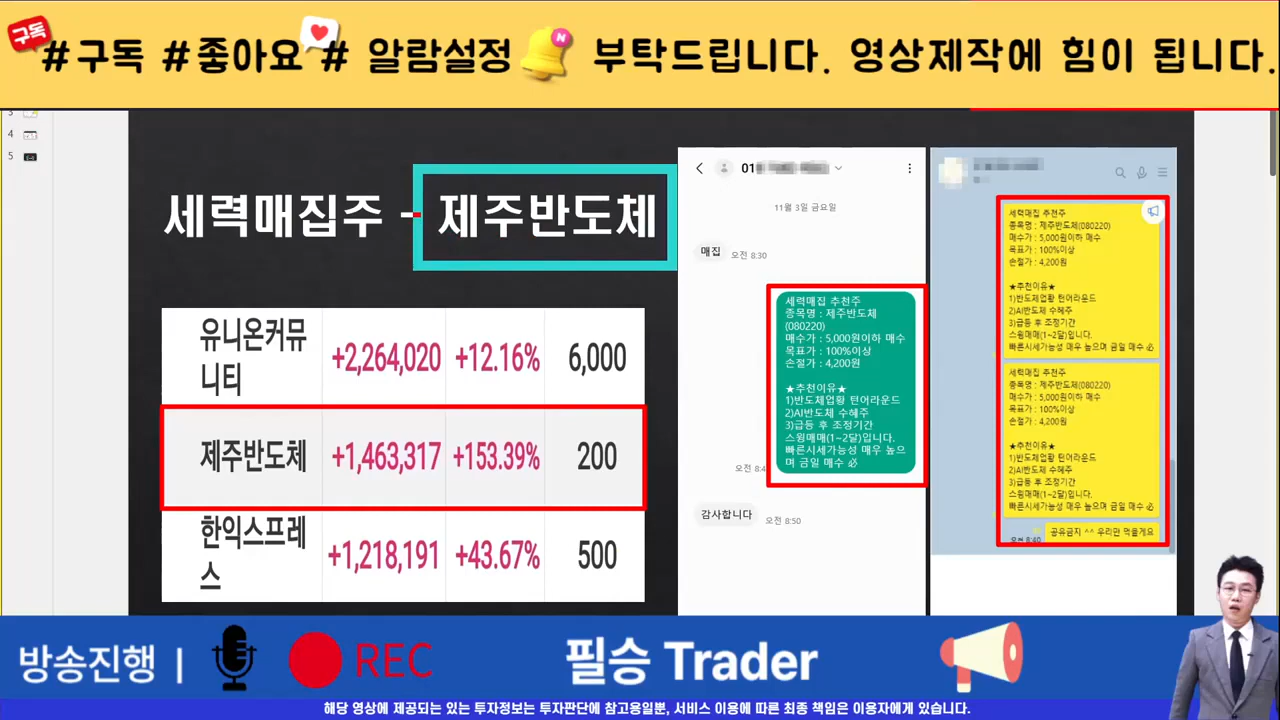 구독
#구독 #좋아요 # 알람설정 N 부탁드립니다. 영상제작에 힘이 됩니다.
3
4
5
세력매집주 - 제주반도체
유니온커뮤
니티
+2,264,020 +12.16% 6,000
제주반도체 +1,463,317 +153.39% 200
한익스프레
스
+1,218,191 +43.67% 500
01
11월 3일 금요일
매집 오전 8:30
세력매집 추천주
종목명 : 제주반도체
(080220)
매수가 : 5,000원이하 매수
목표가 : 100%이상
손절가 : 4,200원
★추천이유★
1)반도체업황 턴어라운드
2)AI반도체 수혜주
3)급등 후 조정기간
스윙매매(1~2달)입니다.
빠른시세가능성 매우 높으
며 금일 매수 必
오전 8:4
감사합니다 오전 8:50
세력매집 추천주
종목명 : 제주반도체(080220)
매수가 : 5,000원이하 매수
목표가 : 100%이상
손절가 : 4,200원
★추천이유★
1)반도체업황 턴어라운드
2)AI반도체 수혜주
3)급등 후 조정기간
스윙매매(1~2달)입니다.
빠른시세가능성 매우 높으며 금일 매수 必
세력매집 추천주
종목명 : 제주반도체(080220)
매수가 : 5,000원이하 매수
목표가 : 100%이상
손절가 : 4,200원
★추천이유★
1)반도체업황 턴어라운드
2)AI반도체 수혜주
3)급등 후 조정기간
스윙매매(1~2달)입니다.
빠른시세가능성 매우 높으며 금일 매수 必
오전 8:40 공유금지 ^^ 우리만 먹을게요
방송진행 | REC 필승 Trader
해당 영상에 제공되는 있는 투자정보는 투자판단에 참고용일뿐, 서비스 이용에 따른 최종 책임은 이용자에게 있습니다.